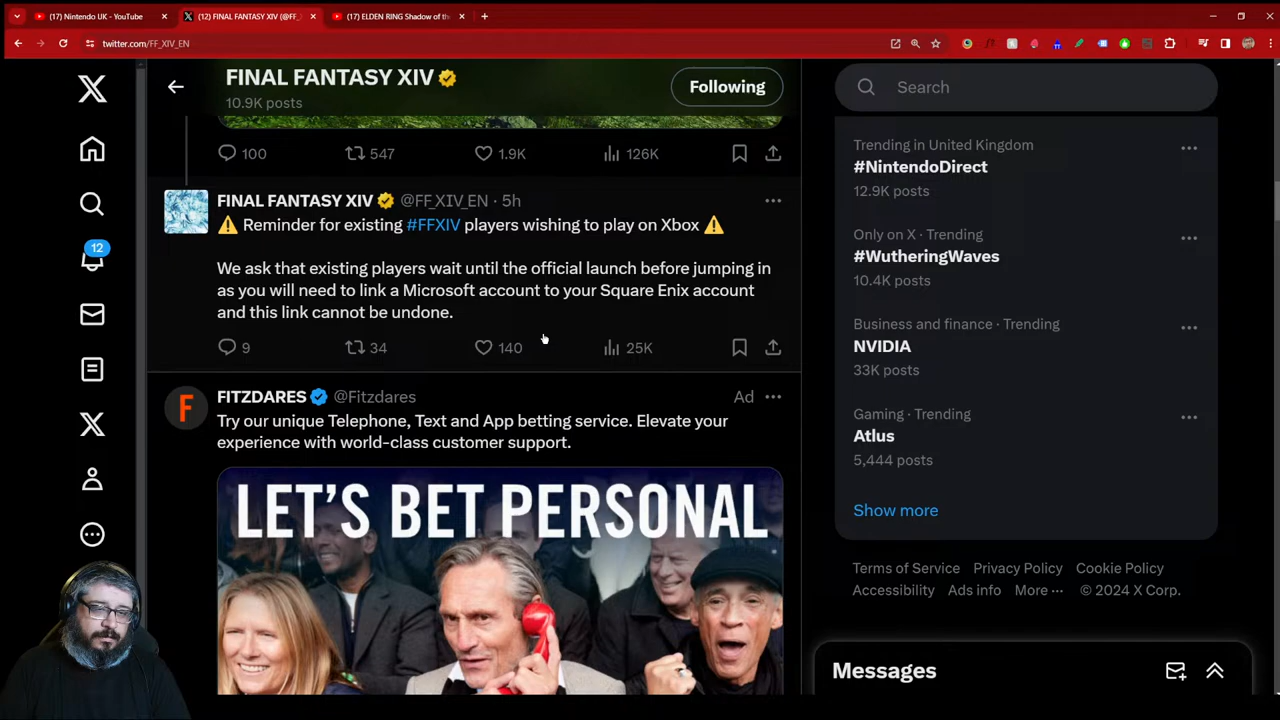 (17) Nintendo UK - YouTube
(12) FINAL FANTASY XIV (@FF_
(17) ELDEN RING Shadow of th
twitter.com/FF_XIV_EN
FINAL FANTASY XIV
10.9K posts
Following
100
547
1.9K
126K
FINAL FANTASY XIV @FF_XIV_EN · 5h
⚠️ Reminder for existing #FFXIV players wishing to play on Xbox ⚠️
We ask that existing players wait until the official launch before jumping in
as you will need to link a Microsoft account to your Square Enix account
and this link cannot be undone.
9
34
140
25K
FITZDARES @Fitzdares
Ad
Try our unique Telephone, Text and App betting service. Elevate your
experience with world-class customer support.
LET'S BET PERSONAL
12
F
Search
Trending in United Kingdom
#NintendoDirect
12.9K posts
Only on X · Trending
#WutheringWaves
10.4K posts
Business and finance · Trending
NVIDIA
33K posts
Gaming · Trending
Atlus
5,444 posts
Show more
Terms of Service Privacy Policy Cookie Policy
Accessibility Ads info More ··· © 2024 X Corp.
Messages